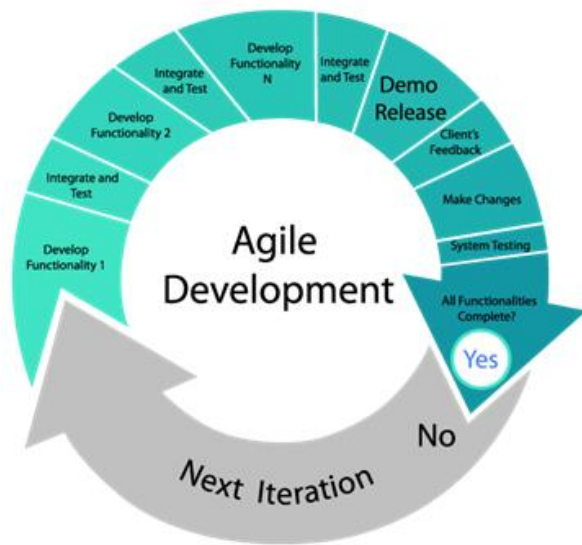 Develop
Functionality 1
Integrate and
Test
Develop
Functionality 2
Integrate
and Test
Develop
Functionality
N
Integrate
and Test
Demo
Release
Client's
Feedback
Make Changes
System Testing
All Functionalities
Complete?
Yes
No
Next Iteration
Agile
Development